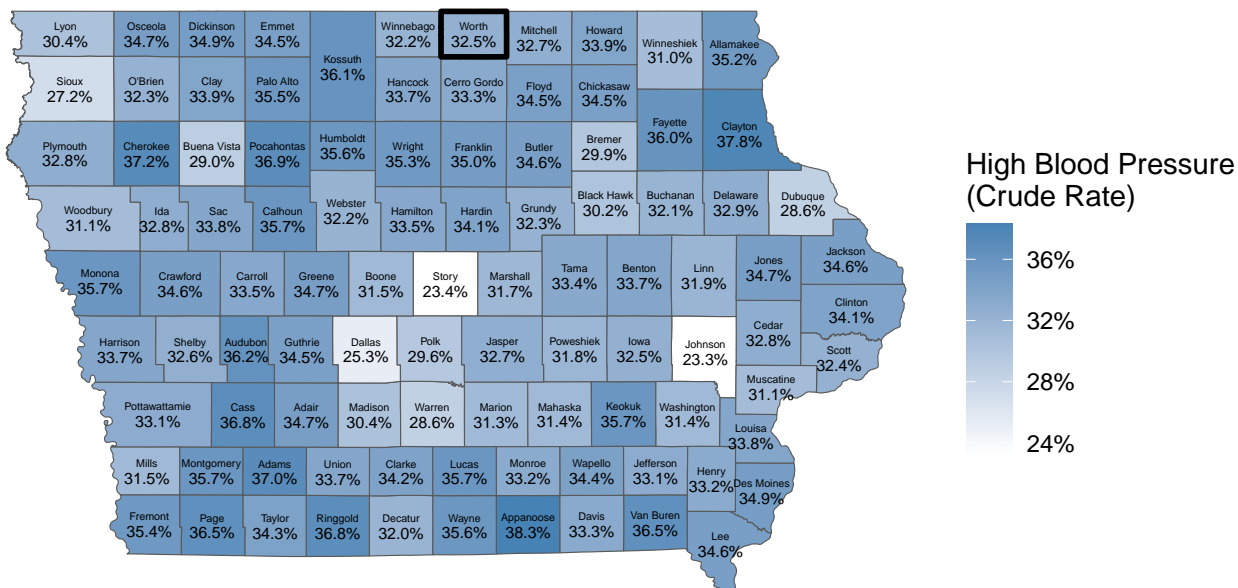 Lyon
30.4%
Osceola
34.7%
Dickinson
34.9%
Emmet
34.5%
Winnebago
32.2%
Worth
32.5%
Mitchell
32.7%
Howard
33.9%
Winneshiek
31.0%
Allamakee
35.2%
Kossuth
36.1%
Sioux
27.2%
O'Brien
32.3%
Clay
33.9%
Palo Alto
35.5%
Hancock
33.7%
Cerro Gordo
33.3%
Floyd
34.5%
Chickasaw
34.5%
Fayette
36.0%
Clayton
37.8%
Plymouth
32.8%
Cherokee
37.2%
Buena Vista
29.0%
Pocahontas
36.9%
Humboldt
35.6%
Wright
35.3%
Franklin
35.0%
Butler
34.6%
Bremer
29.9%
High Blood Pressure
(Crude Rate)
36%
32%
28%
24%
Woodbury
31.1%
Ida
32.8%
Sac
33.8%
Calhoun
35.7%
Webster
32.2%
Hamilton
33.5%
Hardin
34.1%
Grundy
32.3%
Black Hawk
30.2%
Buchanan
32.1%
Delaware
32.9%
Dubuque
28.6%
Monona
35.7%
Crawford
34.6%
Carroll
33.5%
Greene
34.7%
Boone
31.5%
Story
23.4%
Marshall
31.7%
Tama
33.4%
Benton
33.7%
Linn
31.9%
Jones
34.7%
Jackson
34.6%
Clinton
34.1%
Harrison
33.7%
Shelby
32.6%
Audubon
36.2%
Guthrie
34.5%
Dallas
25.3%
Polk
29.6%
Jasper
32.7%
Poweshiek
31.8%
Iowa
32.5%
Johnson
23.3%
Cedar
32.8%
Scott
32.4%
Muscatine
31.1%
Pottawattamie
33.1%
Cass
36.8%
Adair
34.7%
Madison
30.4%
Warren
28.6%
Marion
31.3%
Mahaska
31.4%
Keokuk
35.7%
Washington
31.4%
Louisa
33.8%
Mills
31.5%
Montgomery
35.7%
Adams
37.0%
Union
33.7%
Clarke
34.2%
Lucas
35.7%
Monroe
33.2%
Wapello
34.4%
Jefferson
33.1%
Henry
33.2%
Des Moines
34.9%
Fremont
35.4%
Page
36.5%
Taylor
34.3%
Ringgold
36.8%
Decatur
32.0%
Wayne
35.6%
Appanoose
38.3%
Davis
33.3%
Van Buren
36.5%
Lee
34.6%